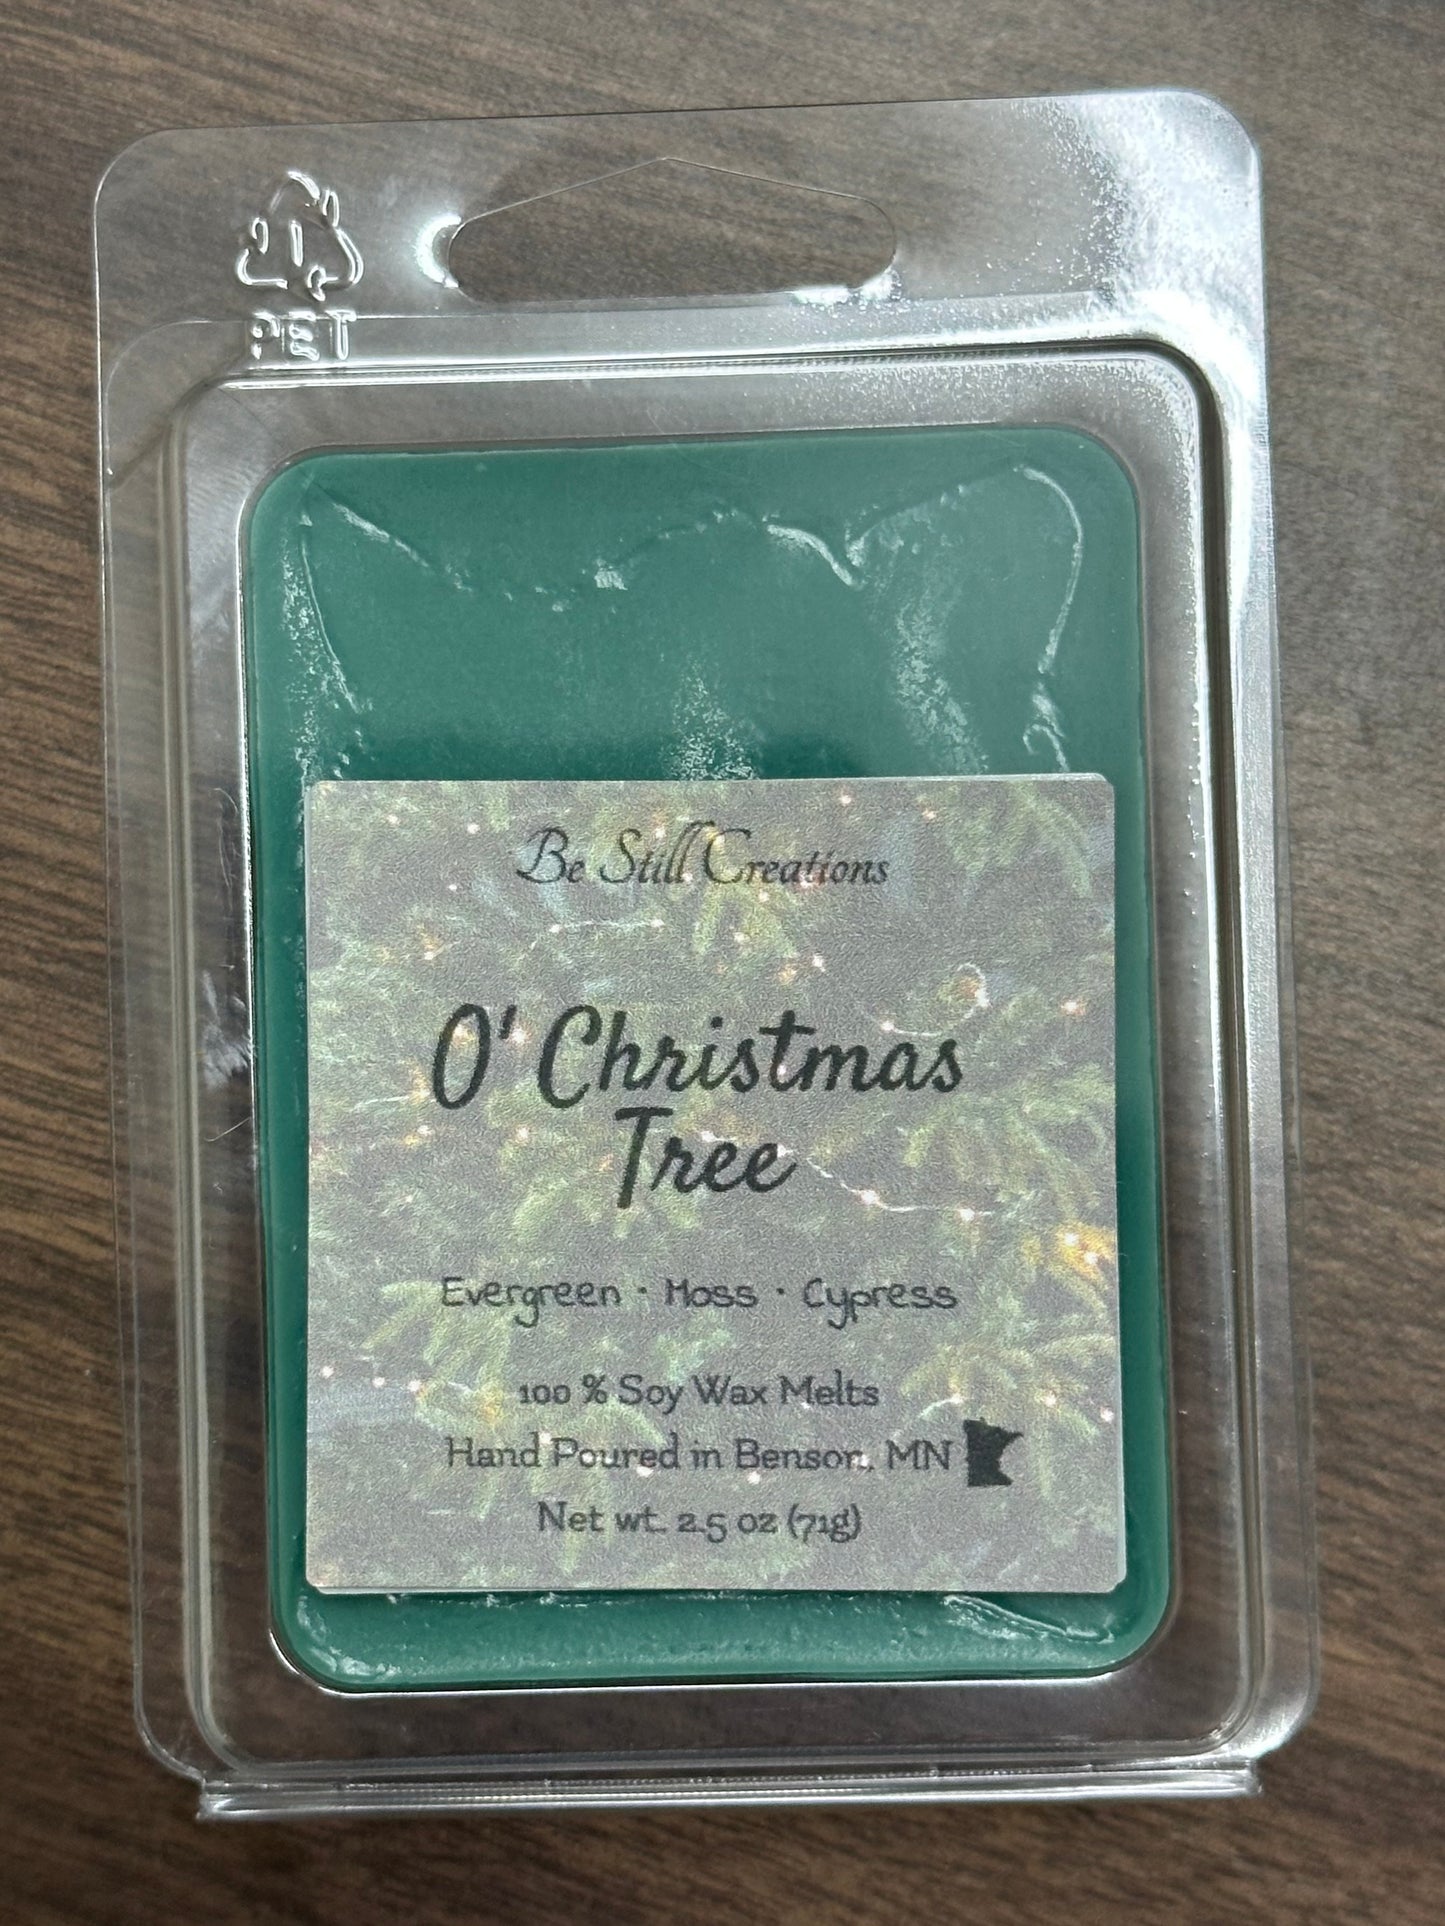 1
PET
Be Still Creations
O' Christmas
Tree
Evergreen · Moss · Cypress
100 % Soy Wax Melts
Hand Poured in Benson, MN
Net wt. 2.5 oz (71g)